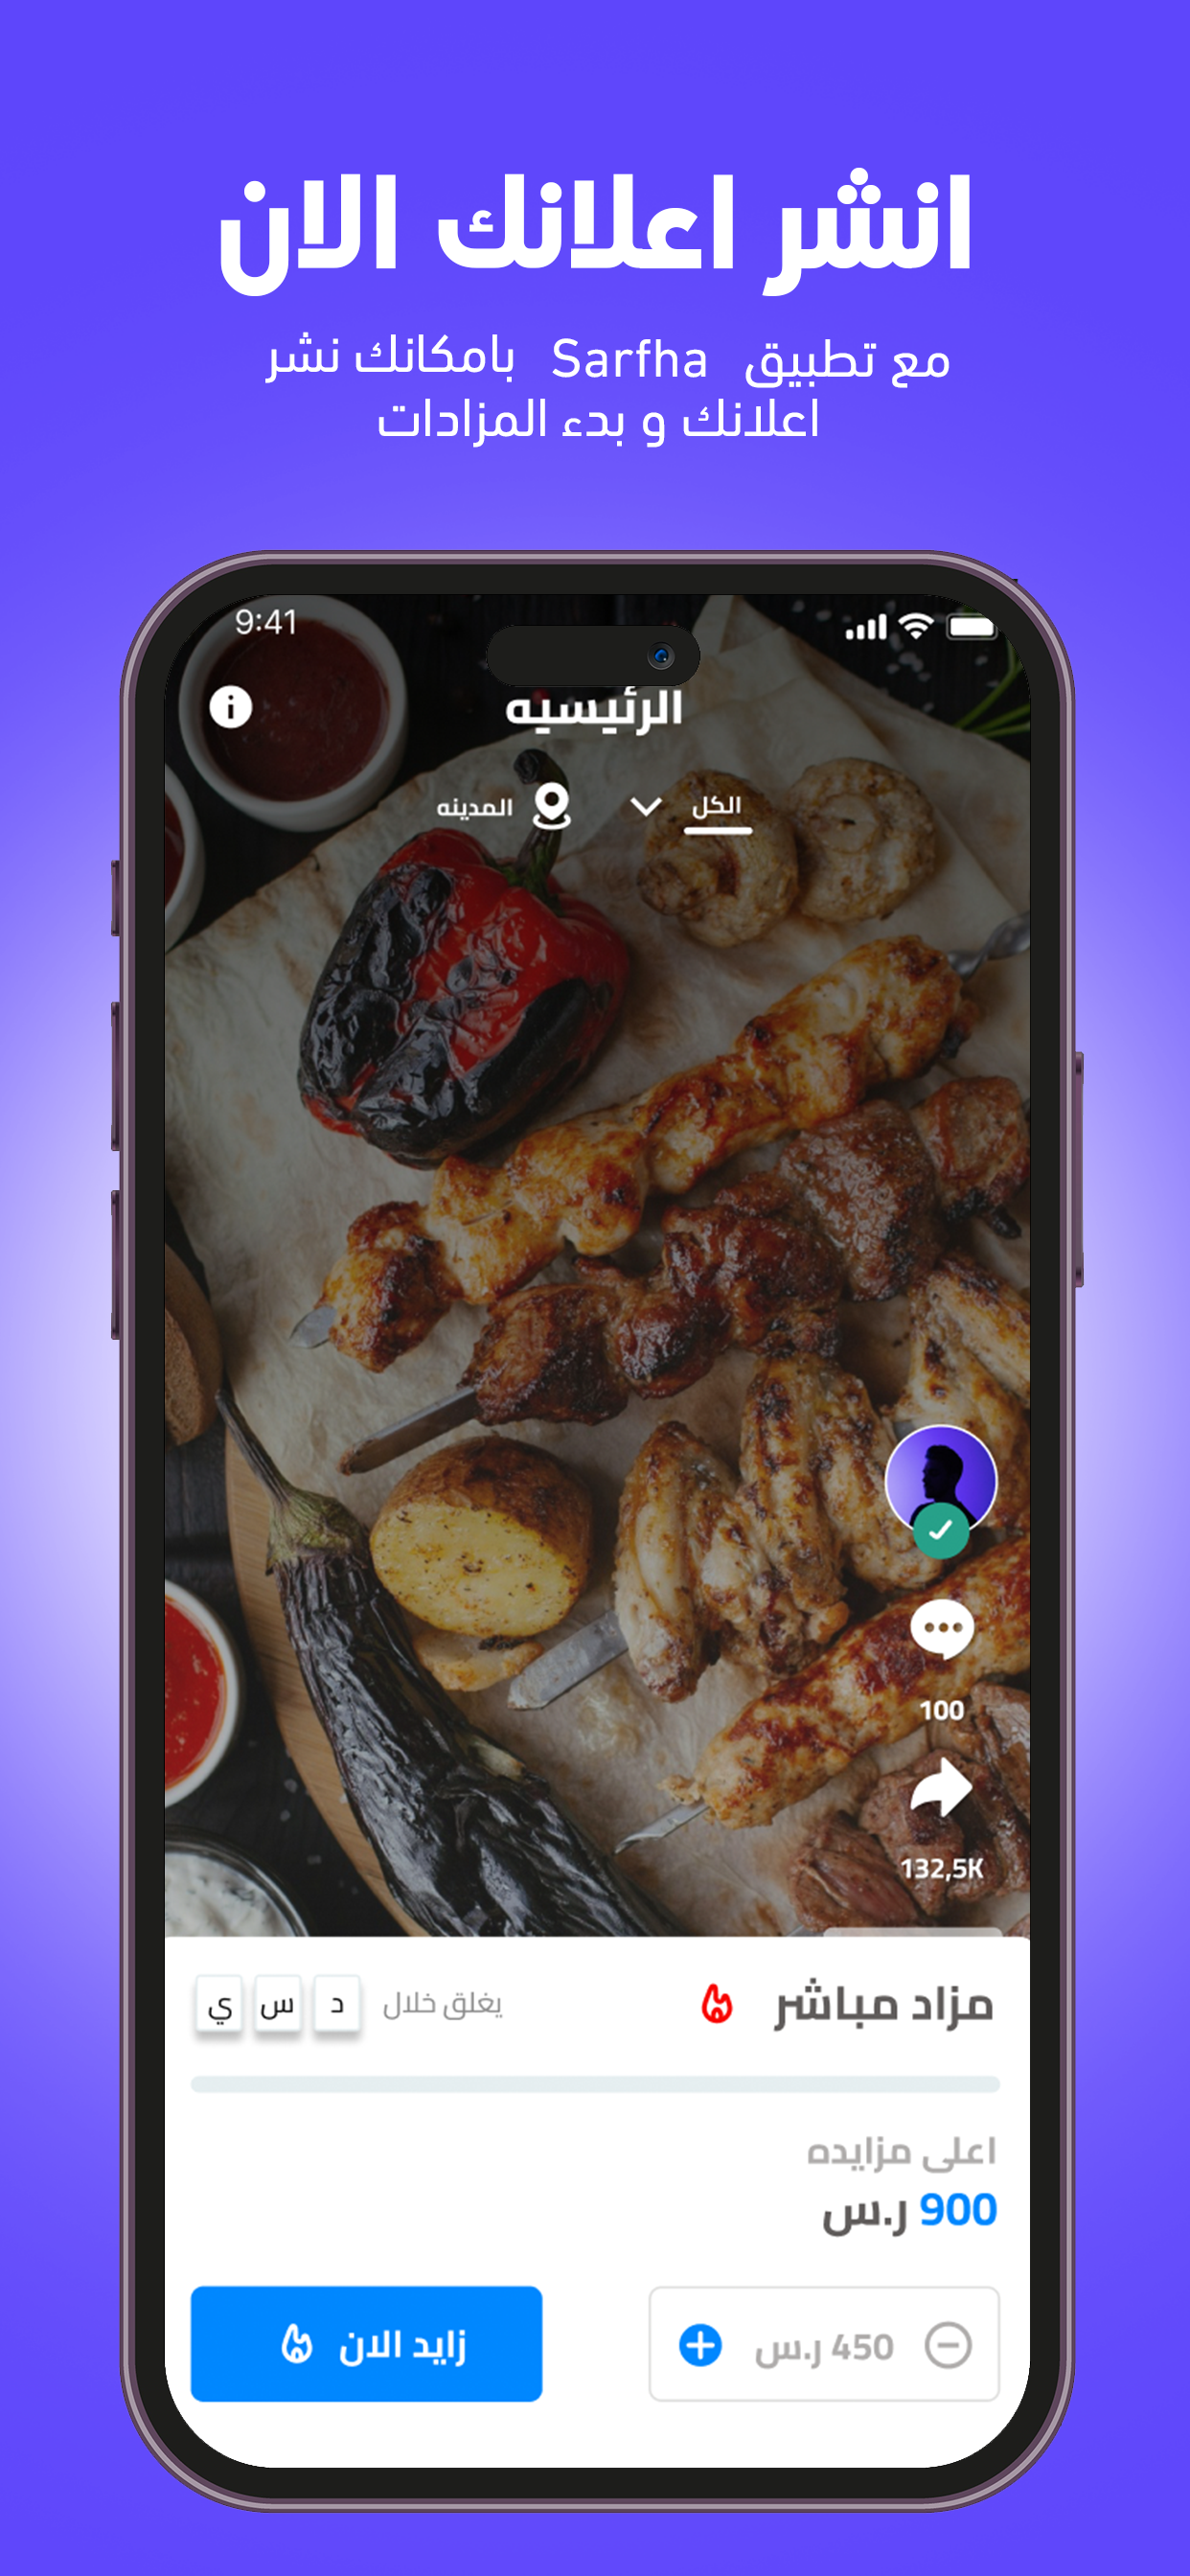 انشر اعلانك الان
مع تطبيق Sarfha بامكانك نشر
اعلانك و بدء المزادات
9:41
الرئيسيه
الكل المدينه
100
132,5K
مزاد مباشر يغلق خلال د س ي
اعلى مزايده
900 ر.س
450 ر.س زايد الان